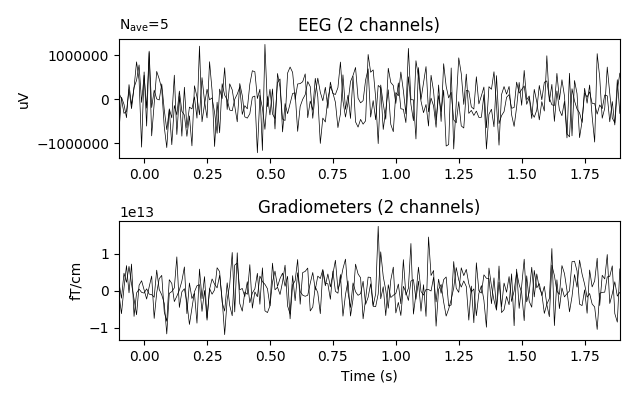 N_ave=5
EEG (2 channels)
1000000
0
−1000000
uV
0.00 0.25 0.50 0.75 1.00 1.25 1.50 1.75
1e13
Gradiometers (2 channels)
1
0
−1
fT/cm
0.00 0.25 0.50 0.75 1.00 1.25 1.50 1.75
Time (s)